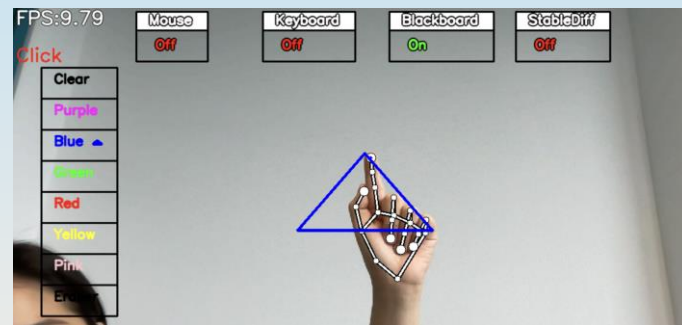 FPS:9.79
Mouse
Keyboard
Blackboard
StableDiff
Off
Off
On
Off
Click
Clear
Purple
Blue
Green
Red
Yellow
Pink
Eraser